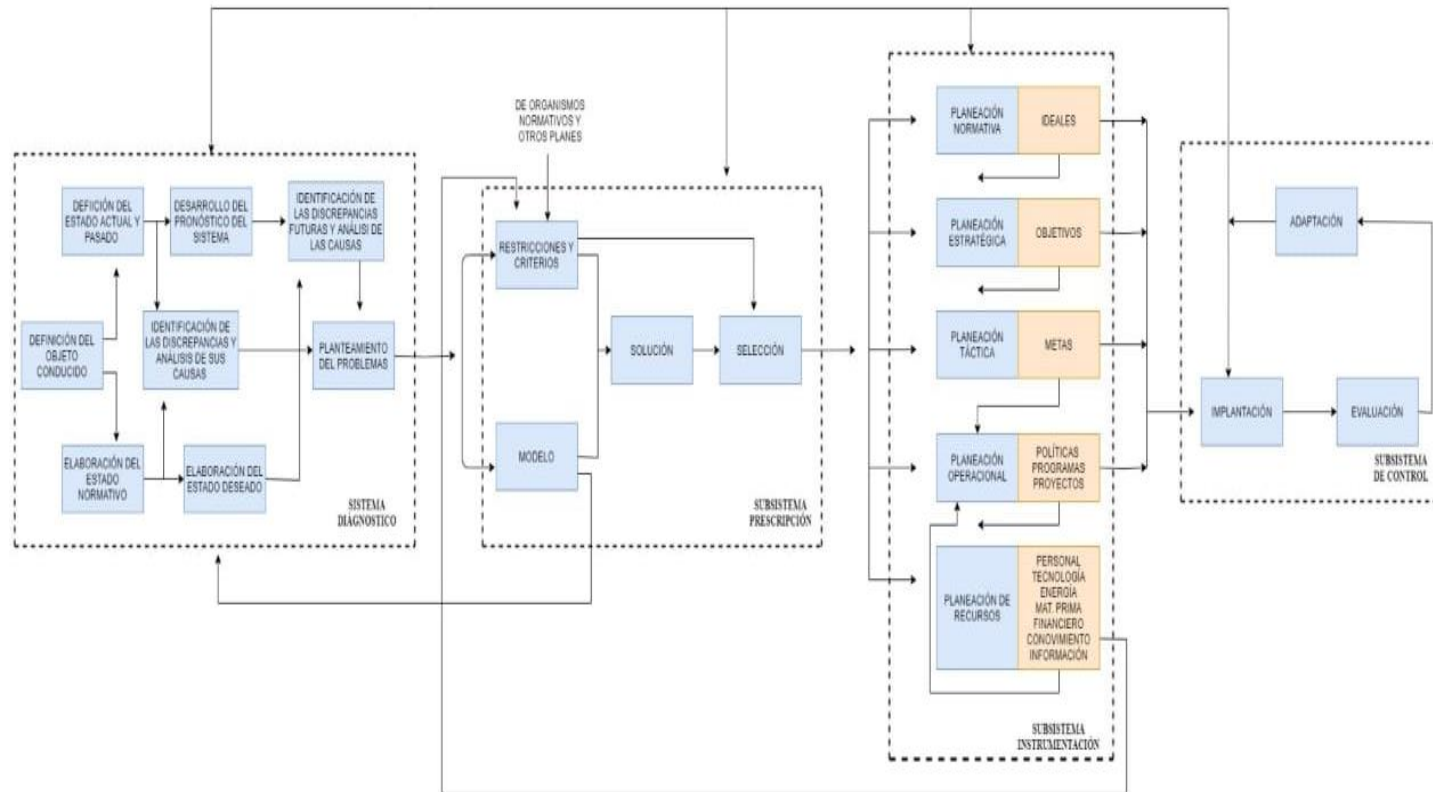 DE ORGANISMOS
NORMATIVOS Y
OTROS PLANES
DEFICIÓN DEL
ESTADO ACTUAL Y
PASADO
DESARROLLO DEL
PRONÓSTICO DEL
SISTEMA
IDENTIFICACIÓN DE
LAS DISCREPANCIAS
FUTURAS Y ANÁLISI DE
LAS CAUSAS
DEFINICIÓN DEL
OBJETO
CONDUCIDO
IDENTIFICACIÓN DE
LAS DISCREPANCIAS Y
ANÁLISIS DE SUS
CAUSAS
PLANTEAMIENTO
DEL PROBLEMAS
ELABORACIÓN DEL
ESTADO
NORMATIVO
ELABORACIÓN DEL
ESTADO DESEADO
SISTEMA
DIÁGNOSTICO
RESTRICCIONES Y
CRITERIOS
SOLUCIÓN
SELECCIÓN
MODELO
SUBSISTEMA
PRESCRIPCIÓN
PLANEACIÓN
NORMATIVA
IDEALES
PLANEACIÓN
ESTRATÉGICA
OBJETIVOS
PLANEACIÓN
TÁCTICA
METAS
PLANEACIÓN
OPERACIONAL
POLÍTICAS
PROGRAMAS
PROYECTOS
PLANEACIÓN DE
RECURSOS
PERSONAL
TECNOLOGÍA
ENERGÍA
MAT. PRIMA
FINANCIERO
CONOVIMIENTO
INFORMACIÓN
SUBSISTEMA
INSTRUMENTACIÓN
ADAPTACIÓN
IMPLANTACIÓN
EVALUACIÓN
SUBSISTEMA
DE CONTROL